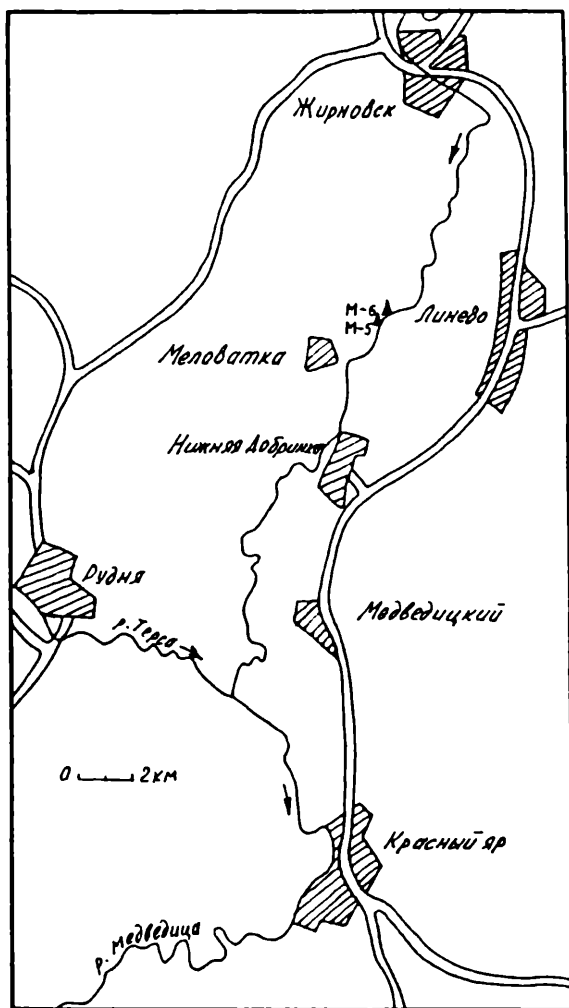 Жирновск
М-6
М-5
Линево
Меловатка
Нижняя Добринка
Рудня
р. Терса
Медведицкий
0 2км
Красный яр
р. Медведица